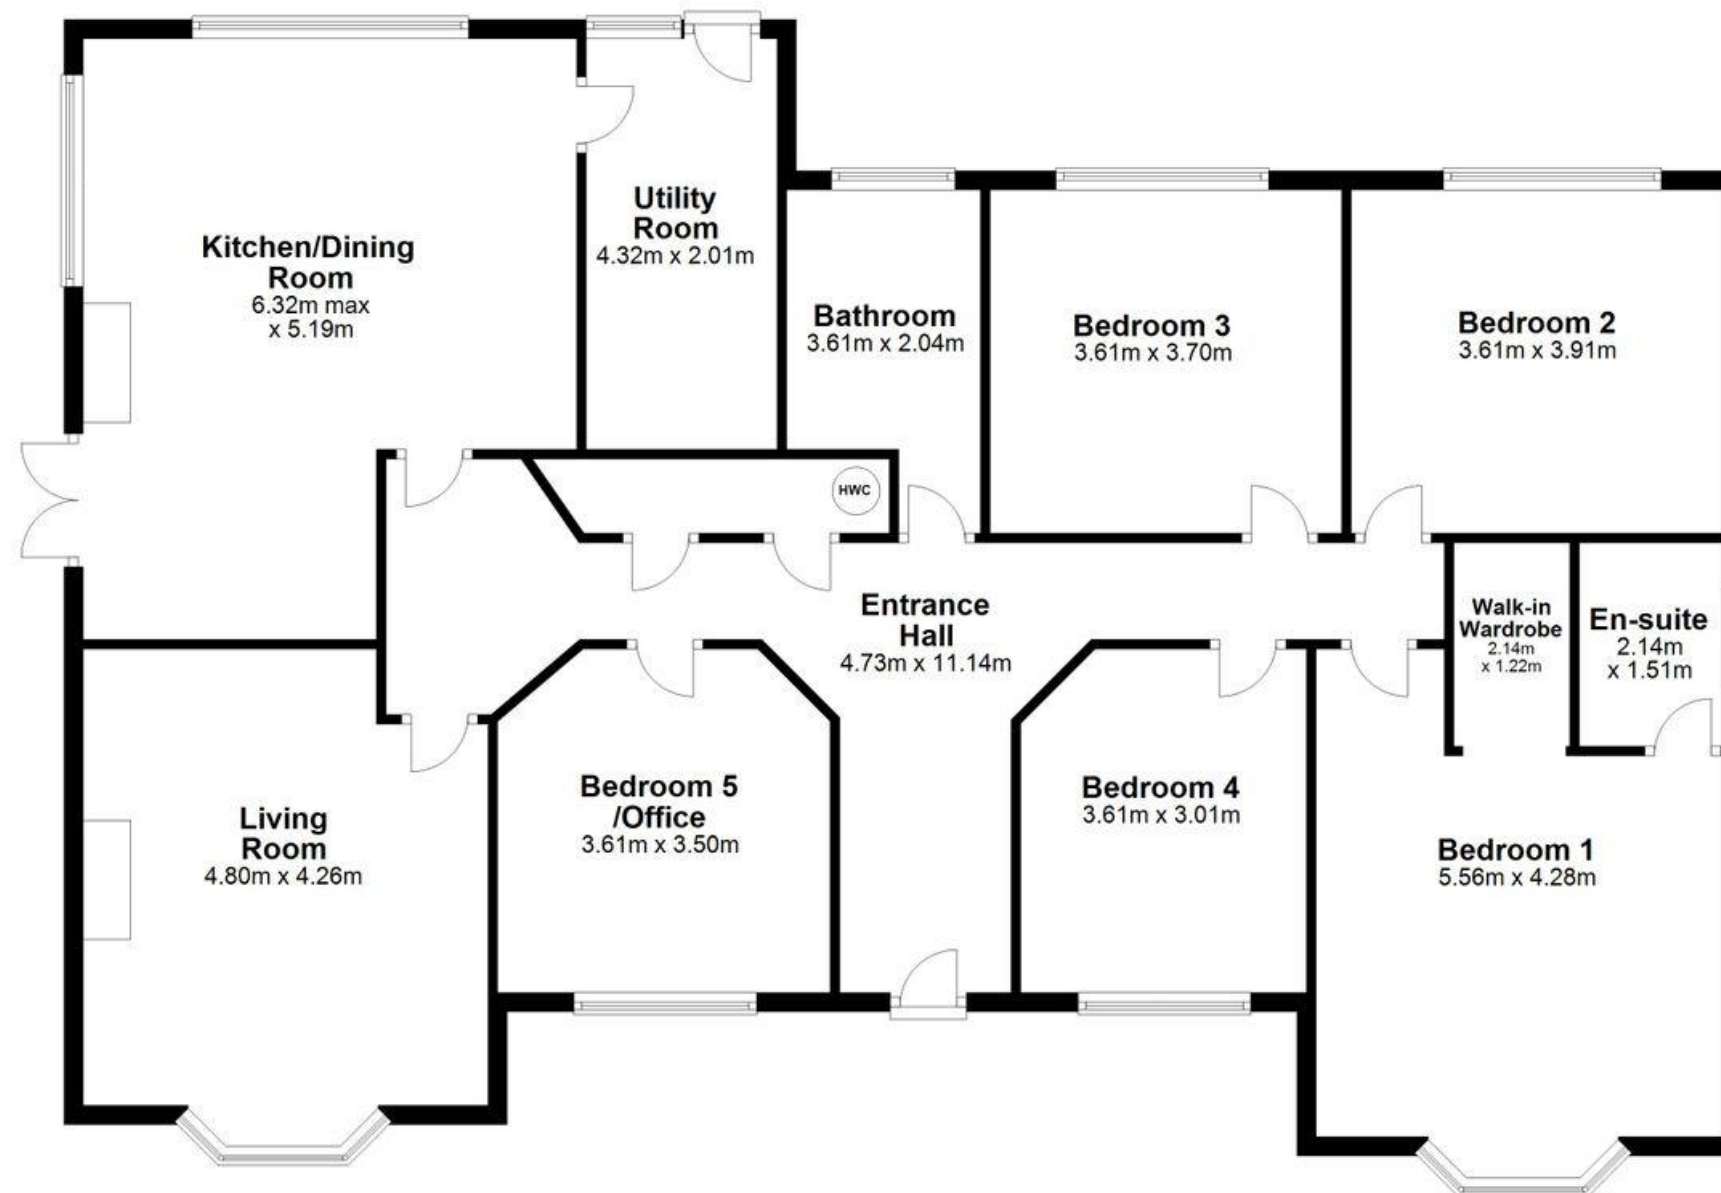 Kitchen/Dining
Room
6.32m max
x 5.19m
Utility
Room
4.32m x 2.01m
Bathroom
3.61m x 2.04m
Bedroom 3
3.61m x 3.70m
Bedroom 2
3.61m x 3.91m
HWC
Entrance
Hall
4.73m x 11.14m
Walk-in
Wardrobe
2.14m
x 1.22m
En-suite
2.14m
x 1.51m
Living
Room
4.80m x 4.26m
Bedroom 5
/Office
3.61m x 3.50m
Bedroom 4
3.61m x 3.01m
Bedroom 1
5.56m x 4.28m